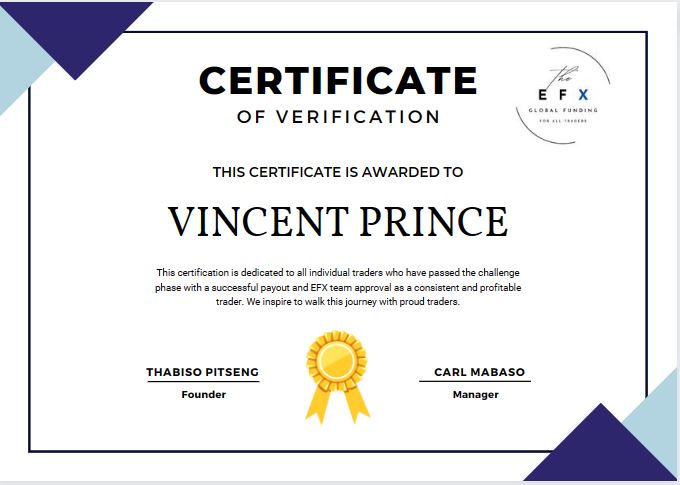 CERTIFICATE
OF VERIFICATION
the
E F X
GLOBAL FUNDING
FOR ALL TRADERS
THIS CERTIFICATE IS AWARDED TO
VINCENT PRINCE
This certification is dedicated to all individual traders who have passed the challenge
phase with a successful payout and EFX team approval as a consistent and profitable
trader. We inspire to walk this journey with proud traders.
THABISO PITSENG
Founder
CARL MABASO
Manager